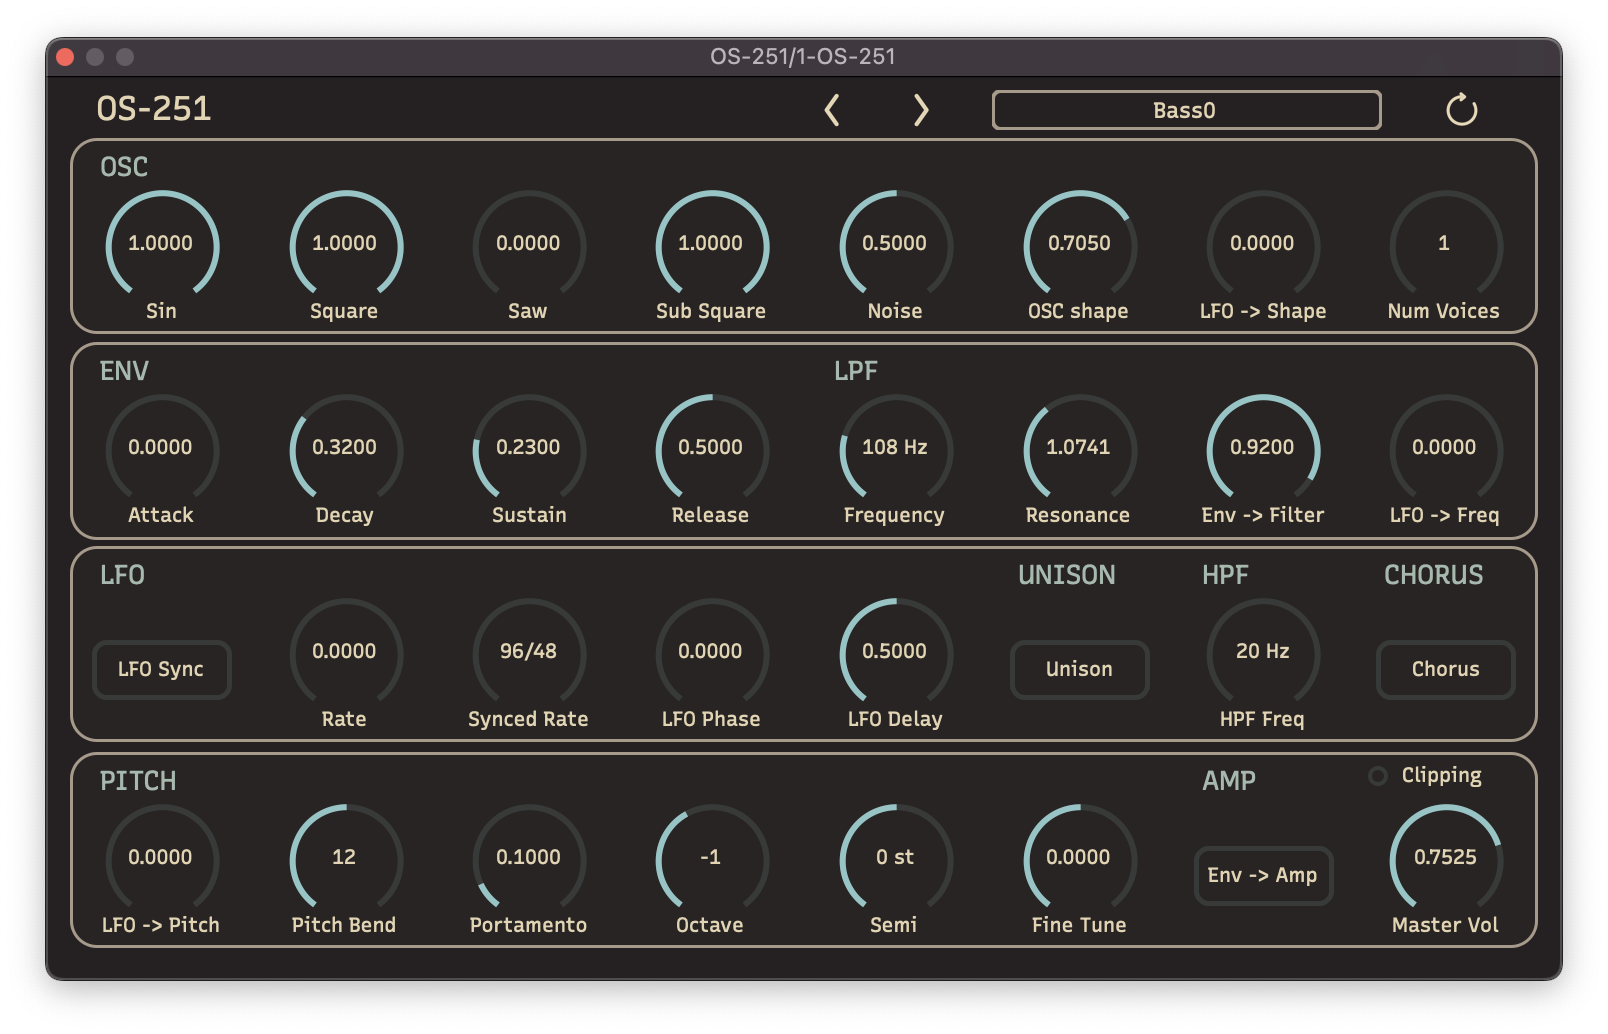 OS-251/1-OS-251
OS-251
Bass0
OSC
1.0000 1.0000 0.0000 1.0000 0.5000 0.7050 0.0000 1
Sin Square Saw Sub Square Noise OSC shape LFO -> Shape Num Voices
ENV LPF
0.0000 0.3200 0.2300 0.5000 108 Hz 1.0741 0.9200 0.0000
Attack Decay Sustain Release Frequency Resonance Env -> Filter LFO -> Freq
LFO UNISON HPF CHORUS
LFO Sync 0.0000 96/48 0.0000 0.5000 Unison 20 Hz Chorus
Rate Synced Rate LFO Phase LFO Delay HPF Freq
PITCH AMP Clipping
0.0000 12 0.1000 -1 0 st 0.0000 Env -> Amp 0.7525
LFO -> Pitch Pitch Bend Portamento Octave Semi Fine Tune Master Vol